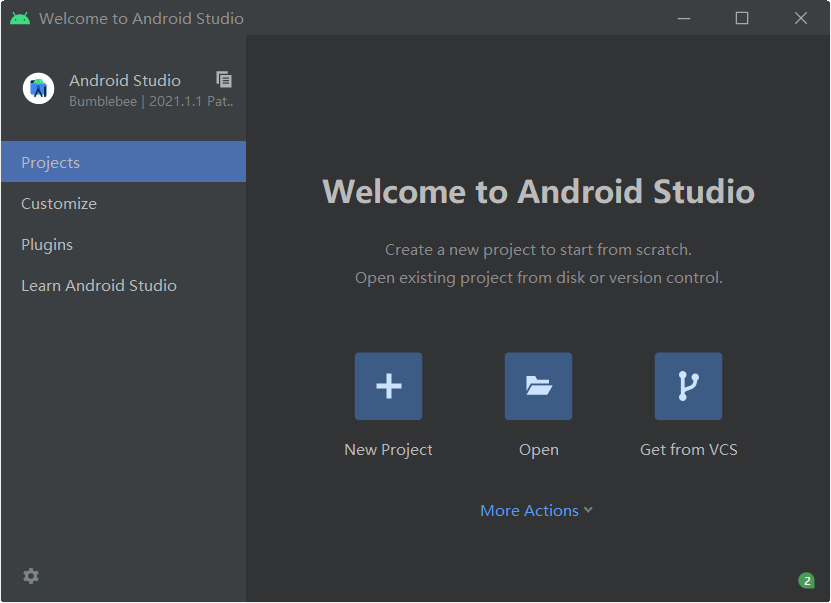 Welcome to Android Studio
Android Studio
Bumblebee | 2021.1.1 Pat..
Projects
Customize
Plugins
Learn Android Studio
Welcome to Android Studio
Create a new project to start from scratch.
Open existing project from disk or version control.
New Project
Open
Get from VCS
More Actions
2